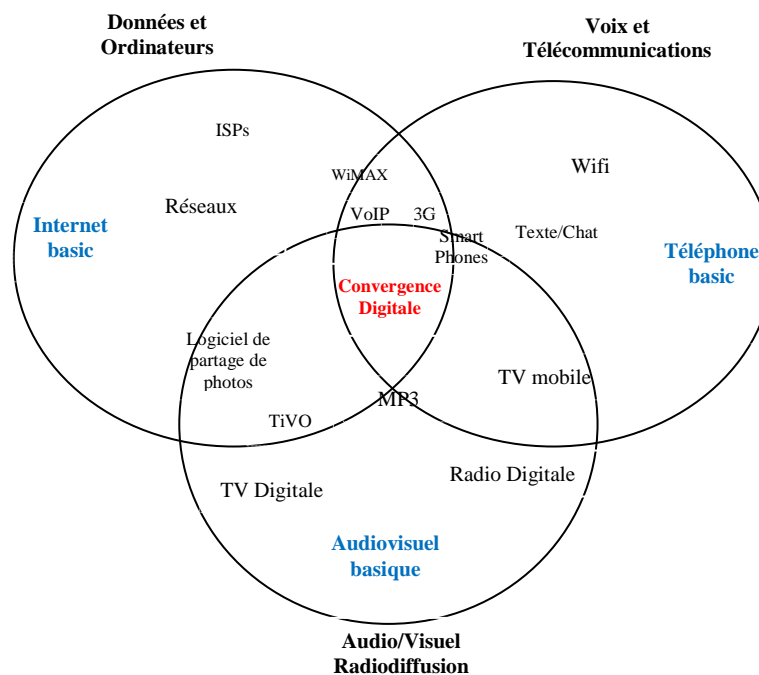 Données et
Ordinateurs
Voix et
Télécommunications
ISPs
Wifi
WiMAX
Réseaux
VoIP 3G
Internet
basic
Texte/Chat
Smart
Phones
Téléphone
basic
Convergence
Digitale
Logiciel de
partage de
photos
TV mobile
MP3
TiVO
Radio Digitale
TV Digitale
Audiovisuel
basique
Audio/Visuel
Radiodiffusion